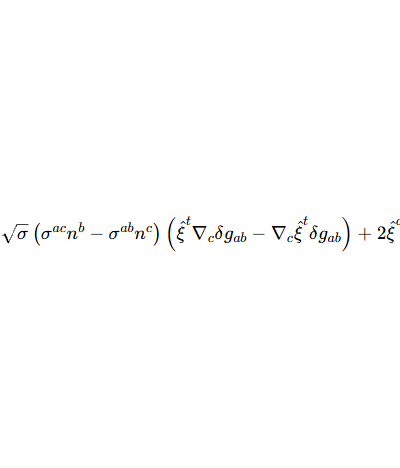 √σ (σ^{ac} n^b − σ^{ab} n^c) (ξ̂^t ∇_c δg_{ab} − ∇_c ξ̂^t δg_{ab}) + 2ξ̂